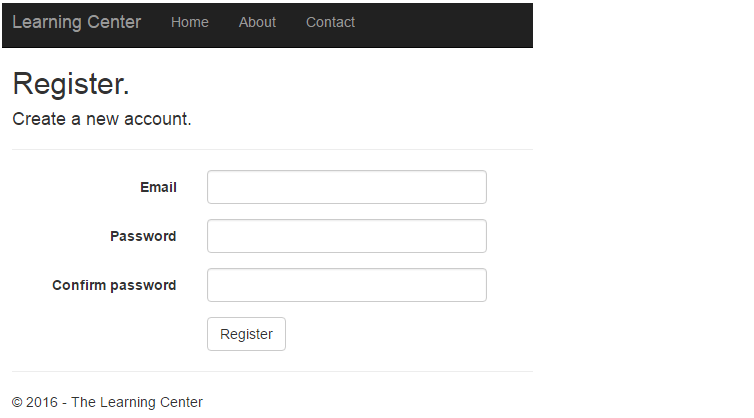 Learning Center Home About Contact
Register.
Create a new account.
Email
Password
Confirm password
Register
© 2016 - The Learning Center